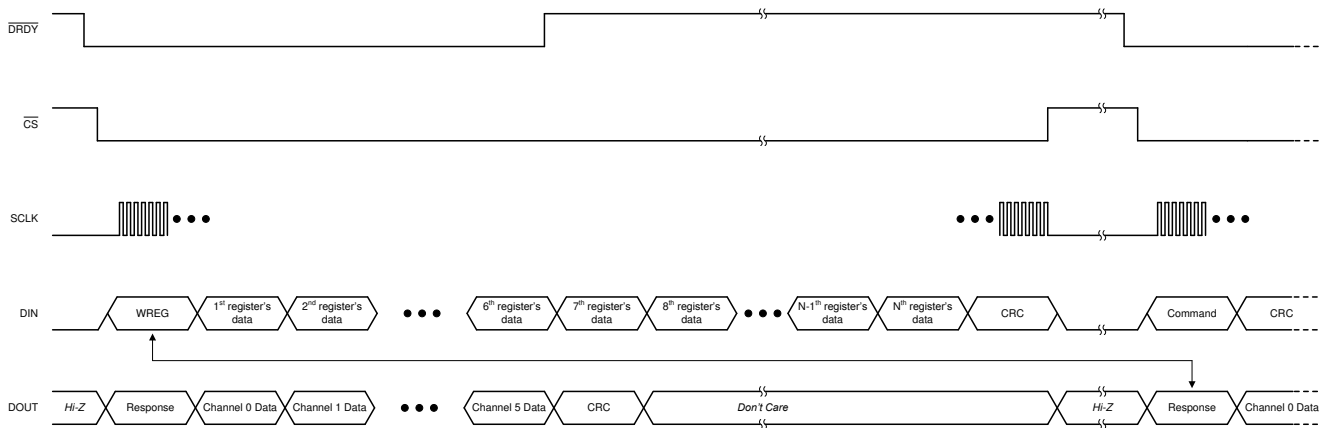 DRDY
CS
SCLK
DIN
WREG
1st register's
data
2nd register's
data
6th register's
data
7th register's
data
8th register's
data
N-1th register's
data
Nth register's
data
CRC
Command
CRC
DOUT
Hi-Z
Response
Channel 0 Data
Channel 1 Data
Channel 5 Data
CRC
Don't Care
Hi-Z
Response
Channel 0 Data